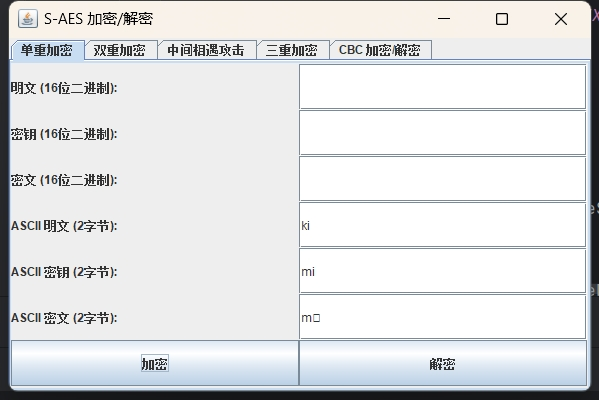 S-AES 加密/解密
单重加密 双重加密 中间相遇攻击 三重加密 CBC 加密/解密
明文 (16位二进制):
密钥 (16位二进制):
密文 (16位二进制):
ASCII 明文 (2字节): ki
ASCII 密钥 (2字节): mi
ASCII 密文 (2字节): m□
加密 解密